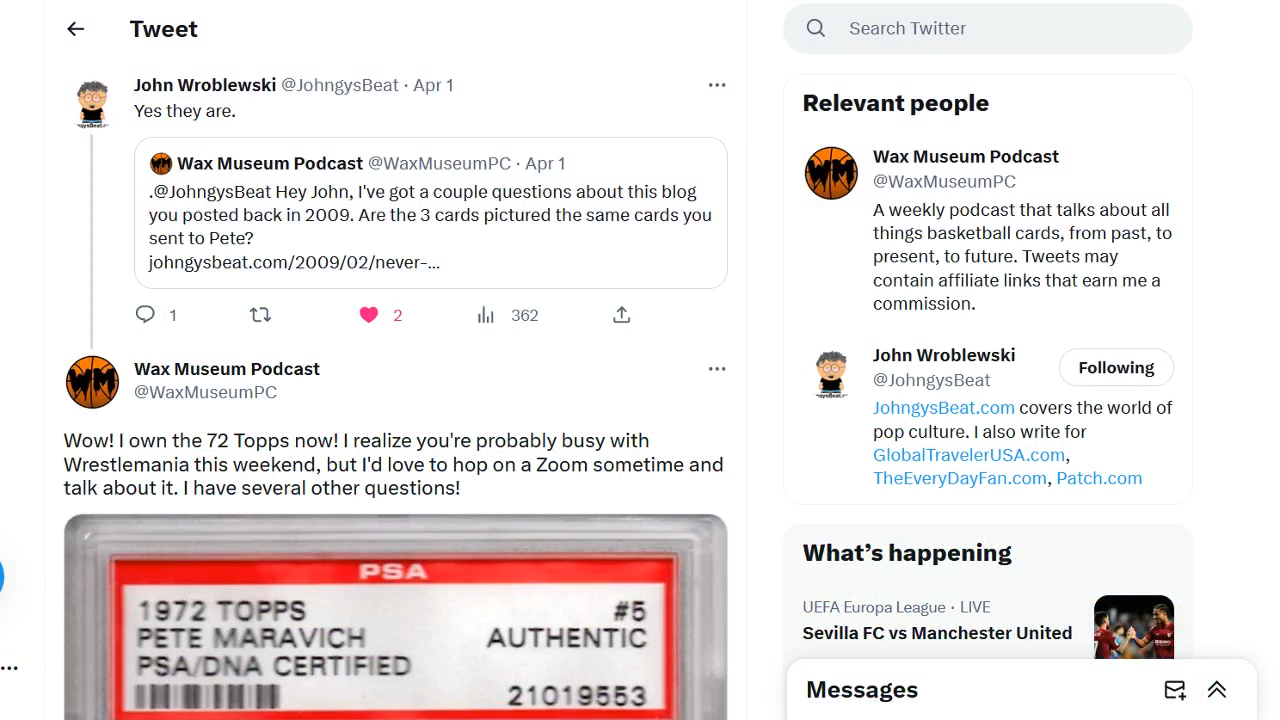 Tweet
John Wroblewski @JohngysBeat · Apr 1
Yes they are.
Wax Museum Podcast @WaxMuseumPC · Apr 1
.@JohngysBeat Hey John, I've got a couple questions about this blog
you posted back in 2009. Are the 3 cards pictured the same cards you
sent to Pete?
johngysbeat.com/2009/02/never-...
1 2 362
Wax Museum Podcast
@WaxMuseumPC
Wow! I own the 72 Topps now! I realize you're probably busy with
Wrestlemania this weekend, but I'd love to hop on a Zoom sometime and
talk about it. I have several other questions!
PSA
1972 TOPPS #5
PETE MARAVICH AUTHENTIC
PSA/DNA CERTIFIED
21019553
Search Twitter
Relevant people
WM
Wax Museum Podcast
@WaxMuseumPC
A weekly podcast that talks about all
things basketball cards, from past, to
present, to future. Tweets may
contain affiliate links that earn me a
commission.
John Wroblewski
@JohngysBeat
Following
JohngysBeat.com covers the world of
pop culture. I also write for
GlobalTravelerUSA.com,
TheEveryDayFan.com, Patch.com
What's happening
UEFA Europa League · LIVE
Sevilla FC vs Manchester United
Messages